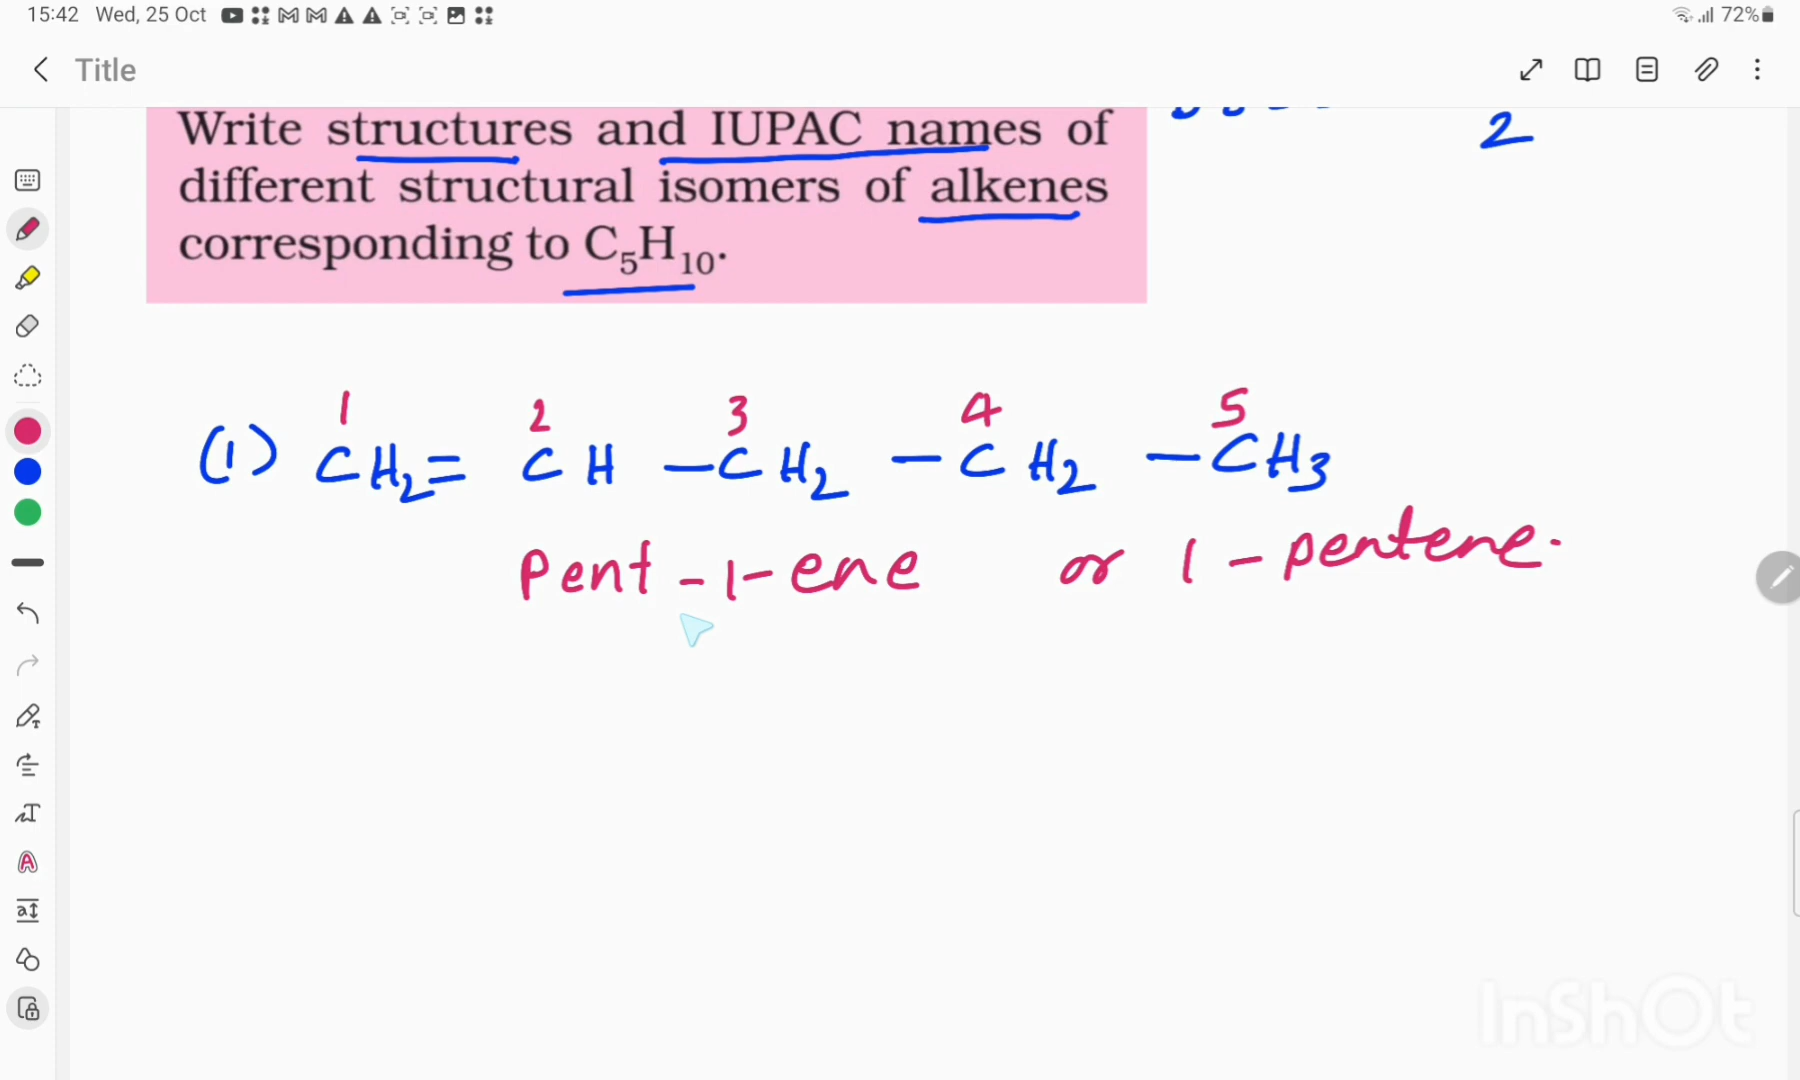 15:42 Wed, 25 Oct 72%
Title
Write structures and IUPAC names of
different structural isomers of alkenes
corresponding to C₅H₁₀.
2
1 2 3 4 5
(1) CH₂= CH -CH₂ -CH₂ -CH₃
Pent -1- ene or 1 - pentene.
InShOt